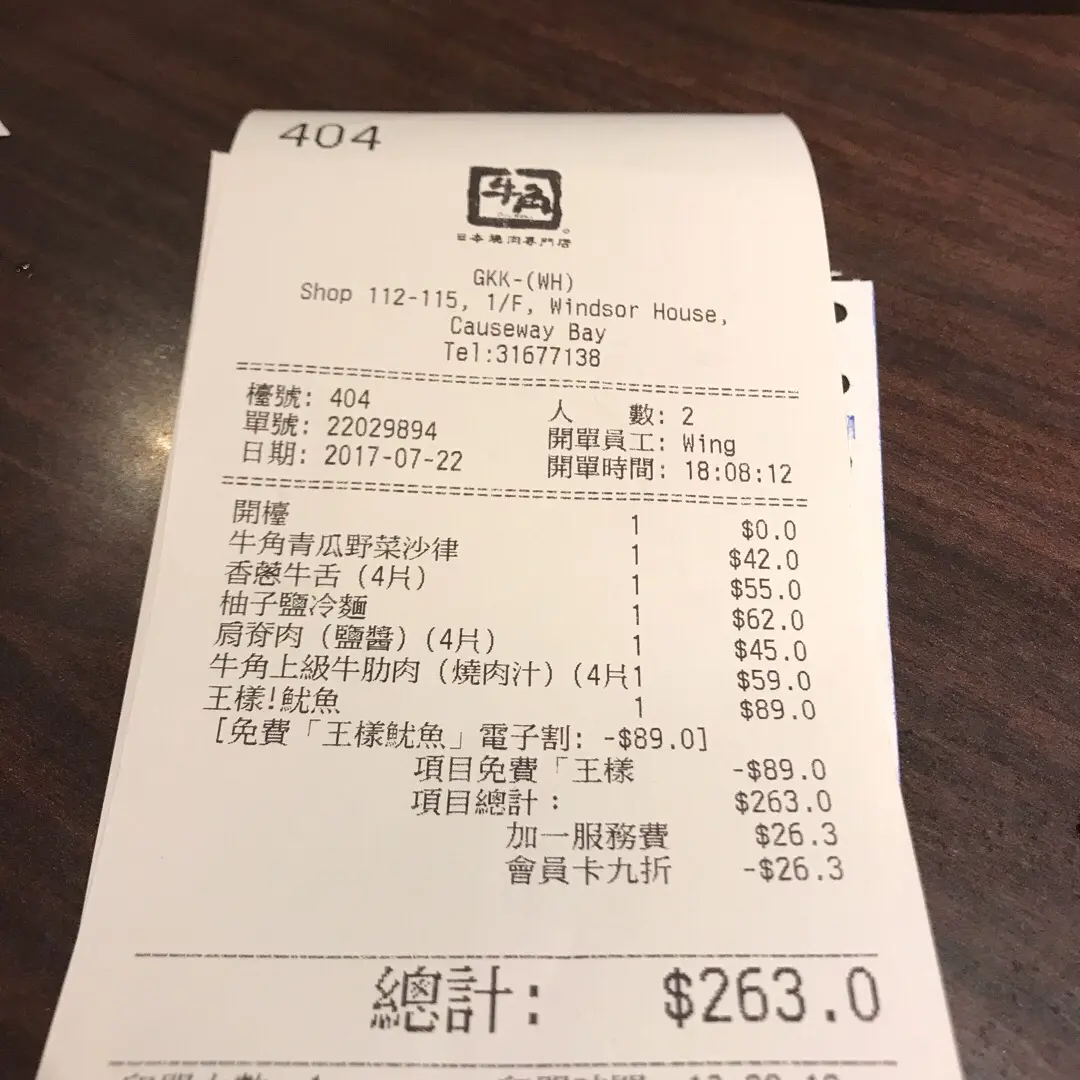 404
牛角
日本燒肉專門店
GKK-(WH)
Shop 112-115, 1/F, Windsor House,
Causeway Bay
Tel:31677138
檯號: 404 人 數: 2
單號: 22029894 開單員工: Wing
日期: 2017-07-22 開單時間: 18:08:12
開檯 1 $0.0
牛角青瓜野菜沙律 1 $42.0
香蔥牛舌 (4片) 1 $55.0
柚子鹽冷麵 1 $62.0
肩脊肉 (鹽醬) (4片) 1 $45.0
牛角上級牛肋肉 (燒肉汁) (4片1 $59.0
王樣!魷魚 1 $89.0
[免費「王樣魷魚」電子割: -$89.0]
項目免費「王樣 -$89.0
項目總計: $263.0
加一服務費 $26.3
會員卡九折 -$26.3
總計: $263.0